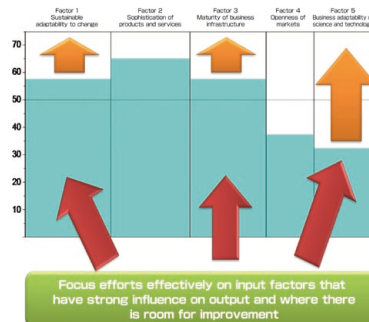 Factor 1
Sustainable
adaptability to change
Factor 2
Sophistication of
products and services
Factor 3
Maturity of business
infrastructure
Factor 4
Openness of
markets
Factor 5
Business adaptability
science and technolog
70
60
50
40
30
20
10
Focus efforts effectively on input factors that
have strong influence on output and where there
is room for improvement